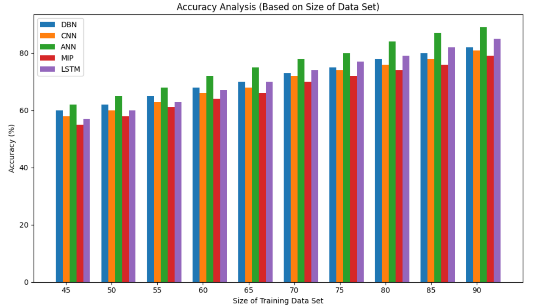 Accuracy Analysis (Based on Size of Data Set)
DBN
CNN
ANN
MIP
LSTM
Accuracy (%)
80
60
40
20
0
45 50 55 60 65 70 75 80 85 90
Size of Training Data Set